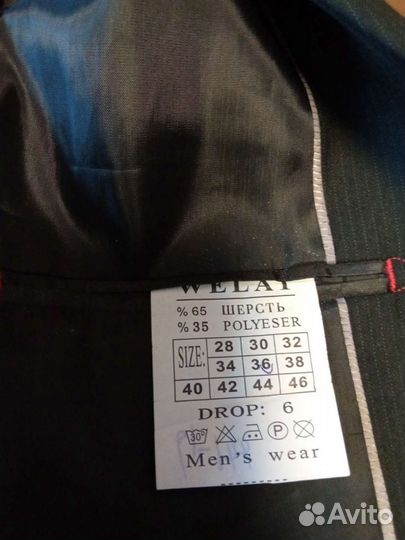 WELAY
% 65 ШЕРСТЬ
% 35 POLYESER
SIZE: 28 30 32
34 36 38
40 42 44 46
DROP: 6
30°
P
Men's wear
Avito